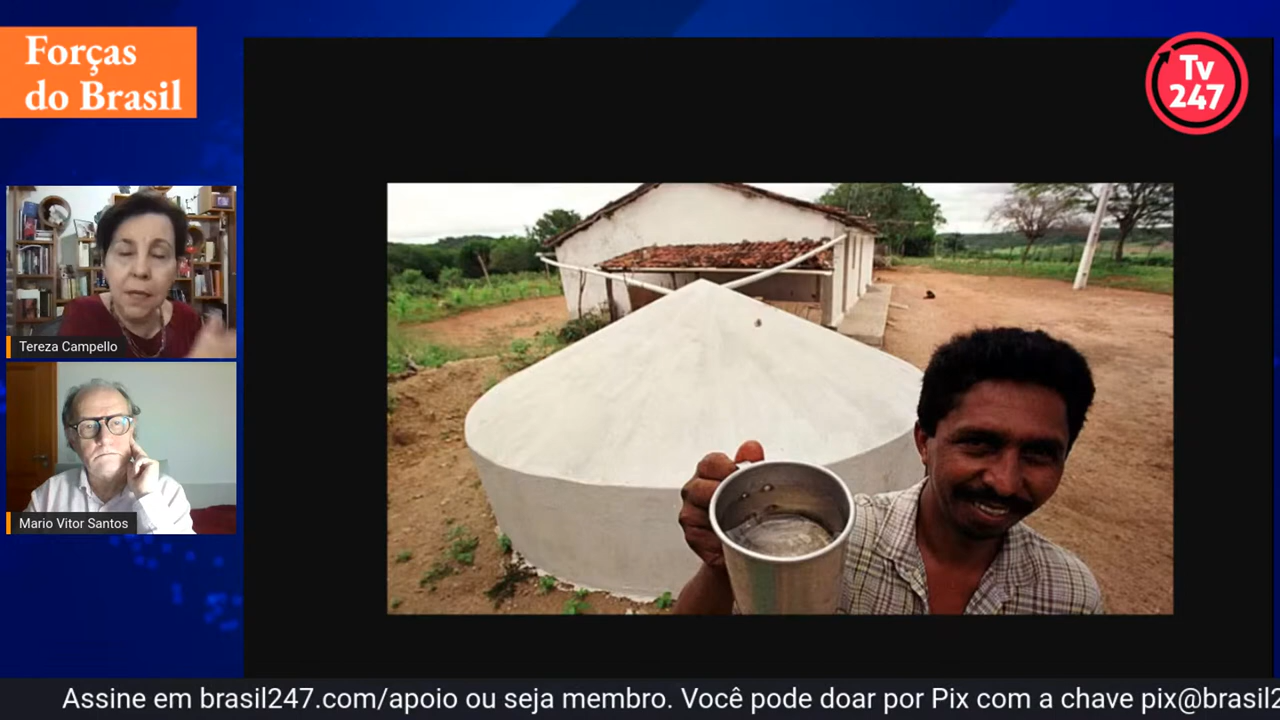 Forças
do Brasil
Tv
247
Tereza Campello
Mario Vitor Santos
Assine em brasil247.com/apoio ou seja membro. Você pode doar por Pix com a chave pix@brasil2